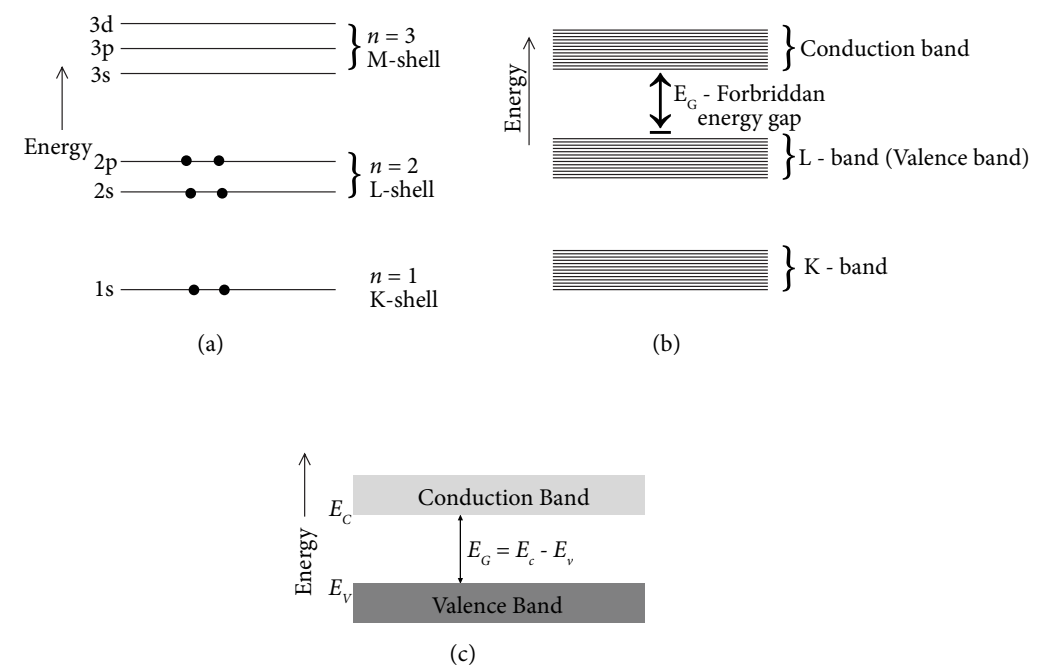 3d
3p
3s
n = 3
M-shell
Energy
2p
2s
n = 2
L-shell
1s
n = 1
K-shell
(a)
Energy
Conduction band
E_G - Forbriddan
energy gap
L - band (Valence band)
K - band
(b)
Energy
Conduction Band
E_C
E_G = E_c - E_v
E_V
Valence Band
(c)